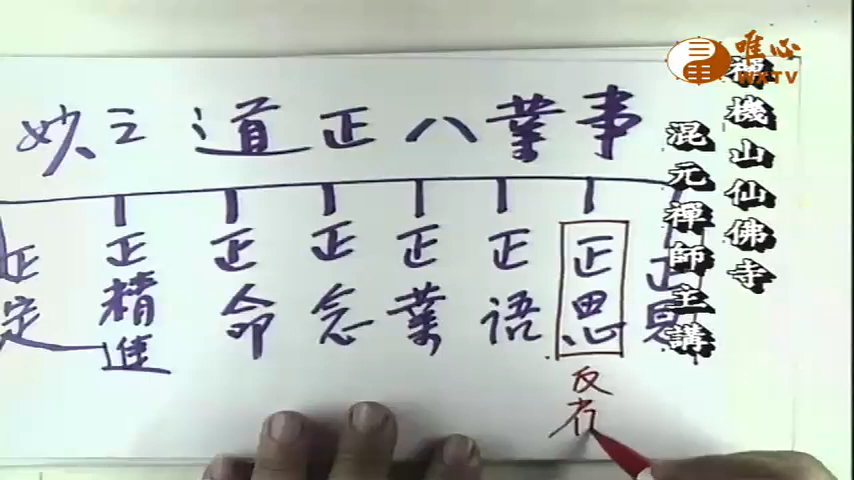 唯心
WXTV
禪機山仙佛寺
混元禪師主講
事業八正道之妙
正見
正思
正語
正業
正念
正命
正精進
正定
反省